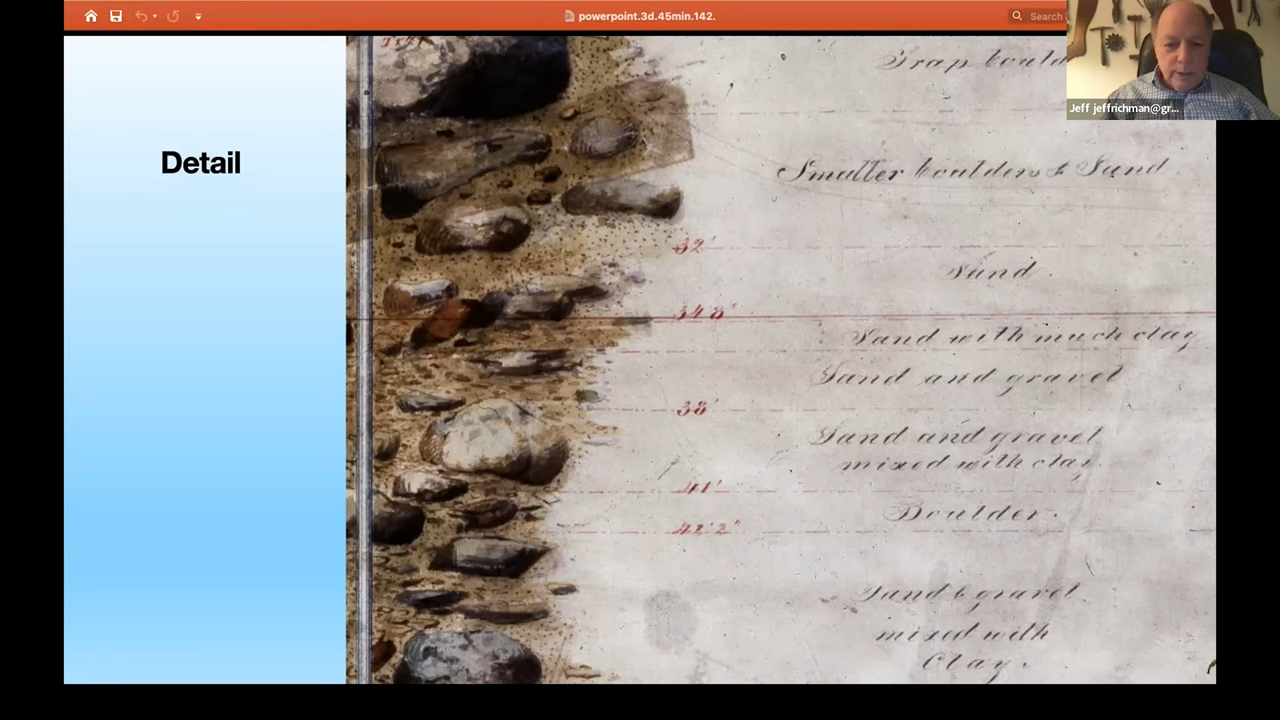 powerpoint.3d.45min.142.
Search
Jeff jeffrichman@gr...
Detail
Trap bould
Smaller boulders & Sand
32'
Sand
34'8"
Sand with much clay
Sand and gravel
38'
Sand and gravel
mixed with clay
41'
Boulder.
42'2"
Sand & gravel
mixed with
Clay.